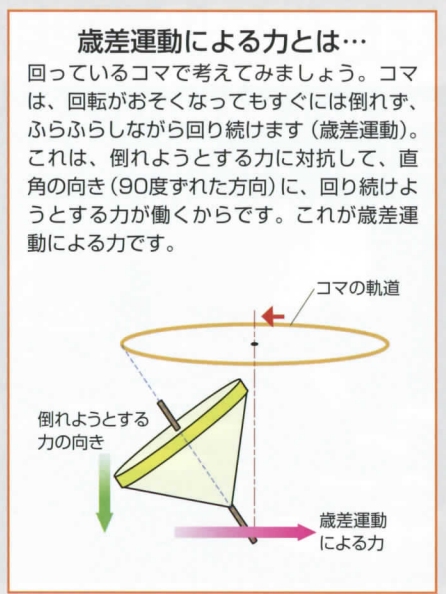 歳差運動による力とは…
回っているコマで考えてみましょう。コマ
は、回転がおそくなってもすぐには倒れず、
ふらふらしながら回り続けます(歳差運動)。
これは、倒れようとする力に対抗して、直
角の向き(90度ずれた方向)に、回り続けよ
うとする力が働くからです。これが歳差運
動による力です。
コマの軌道
倒れようとする
力の向き
歳差運動
による力